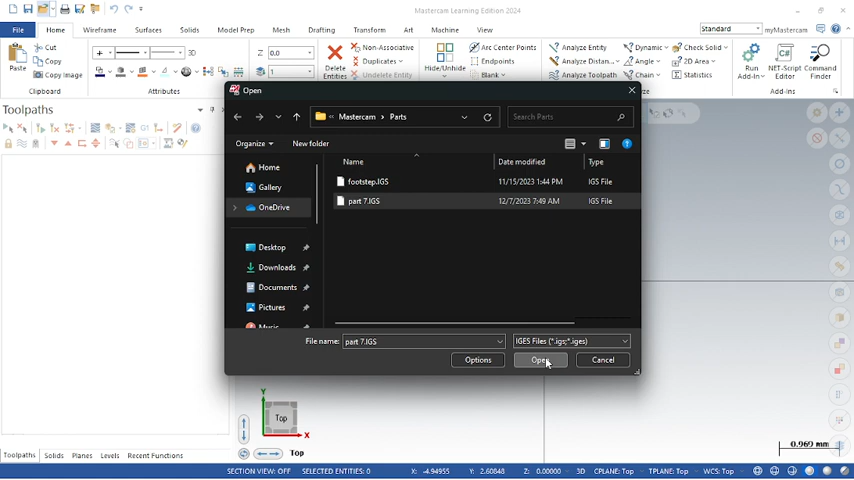 Mastercam Learning Edition 2024
File Home Wireframe Surfaces Solids Model Prep Mesh Drafting Transform Art Machine View Standard myMastercam
Paste Cut Copy Copy Image Clipboard
3D Attributes
Z 0.0000
1
Delete Entities Non-Associative Duplicates Undelete Entity
Hide/Unhide Arc Center Points Endpoints Blank
Analyze Entity Analyze Distan... Analyze Toolpath Dynamic Angle Chain Check Solid 2D Area Statistics
Run Add-In NET-Script Editor Command Finder Add-Ins
Toolpaths
Open
Mastercam > Parts Search Parts
Organize New folder
Name Date modified Type
Home
Gallery
OneDrive
Desktop
Downloads
Documents
Pictures
Music
footstep.IGS 11/15/2023 1:44 PM IGS File
part 7.IGS 12/7/2023 7:49 AM IGS File
File name: part 7.IGS IGES Files (*.igs;*.iges)
Options Open Cancel
Y
Top
X
Top
0.969 mm
Toolpaths Solids Planes Levels Recent Functions
SECTION VIEW: OFF SELECTED ENTITIES: 0 X: -4.94955 Y: 2.60848 Z: 0.00000 3D CPLANE: Top TPLANE: Top WCS: Top